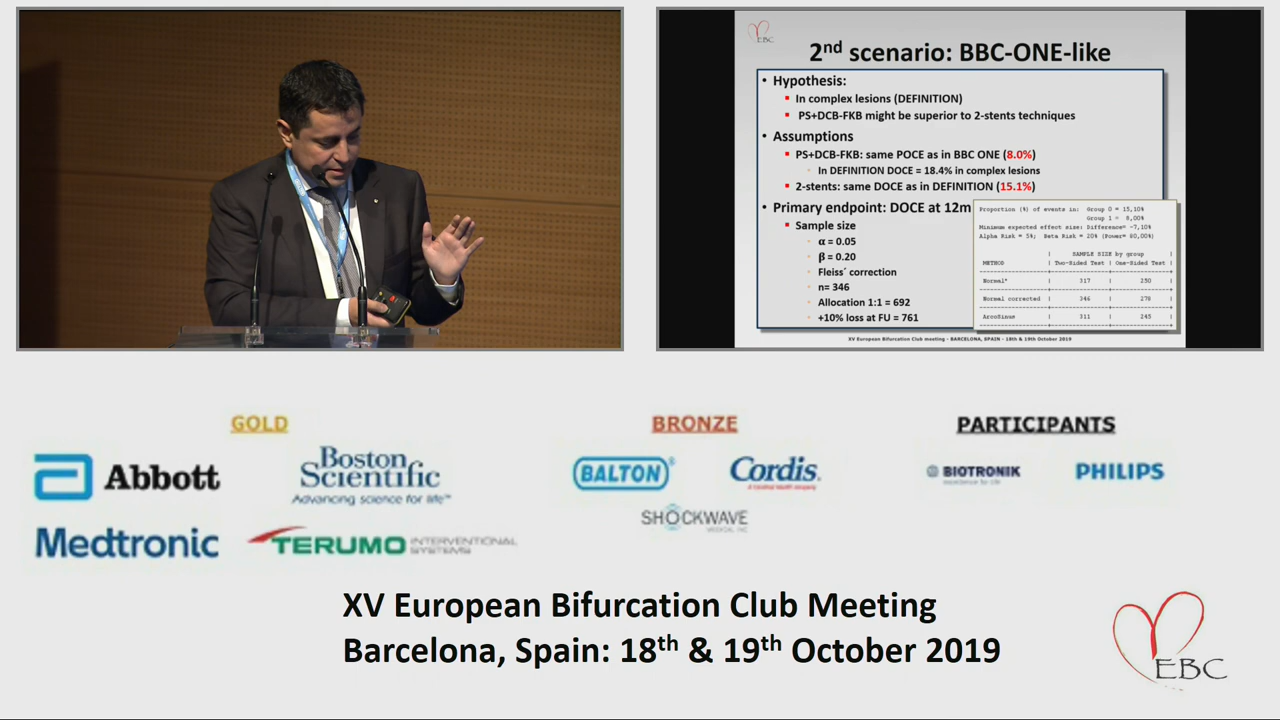 EBC
2nd scenario: BBC-ONE-like
• Hypothesis:
In complex lesions (DEFINITION)
PS+DCB-FKB might be superior to 2-stents techniques
• Assumptions
PS+DCB-FKB: same POCE as in BBC ONE (8.0%)
In DEFINITION DOCE = 18.4% in complex lesions
2-stents: same DOCE as in DEFINITION (15.1%)
• Primary endpoint: DOCE at 12m
Sample size
α = 0.05
β = 0.20
Fleiss´ correction
n= 346
Allocation 1:1 = 692
+10% loss at FU = 761
Proportion (%) of events in: Group 0 = 15,10%
Group 1 = 8,00%
Minimum expected effect size: Difference= -7,10%
Alpha Risk = 5%; Beta Risk = 20% (Power= 80,00%)
| SAMPLE SIZE by group |
METHOD | Two-Sided Test | One-Sided Test |
Normal* | 317 | 250
Normal corrected | 346 | 278
ArcoSinus | 311 | 245
XV European Bifurcation Club meeting - BARCELONA, SPAIN - 18th & 19th October 2019
GOLD
BRONZE
PARTICIPANTS
Abbott
Boston
Scientific
Advancing science for life™
BALTON®
Cordis.
BIOTRONIK
excellence for life
PHILIPS
SHOCKWAVE
MEDICAL, INC
Medtronic
TERUMO INTERVENTIONAL
SYSTEMS
XV European Bifurcation Club Meeting
Barcelona, Spain: 18th & 19th October 2019
EBC